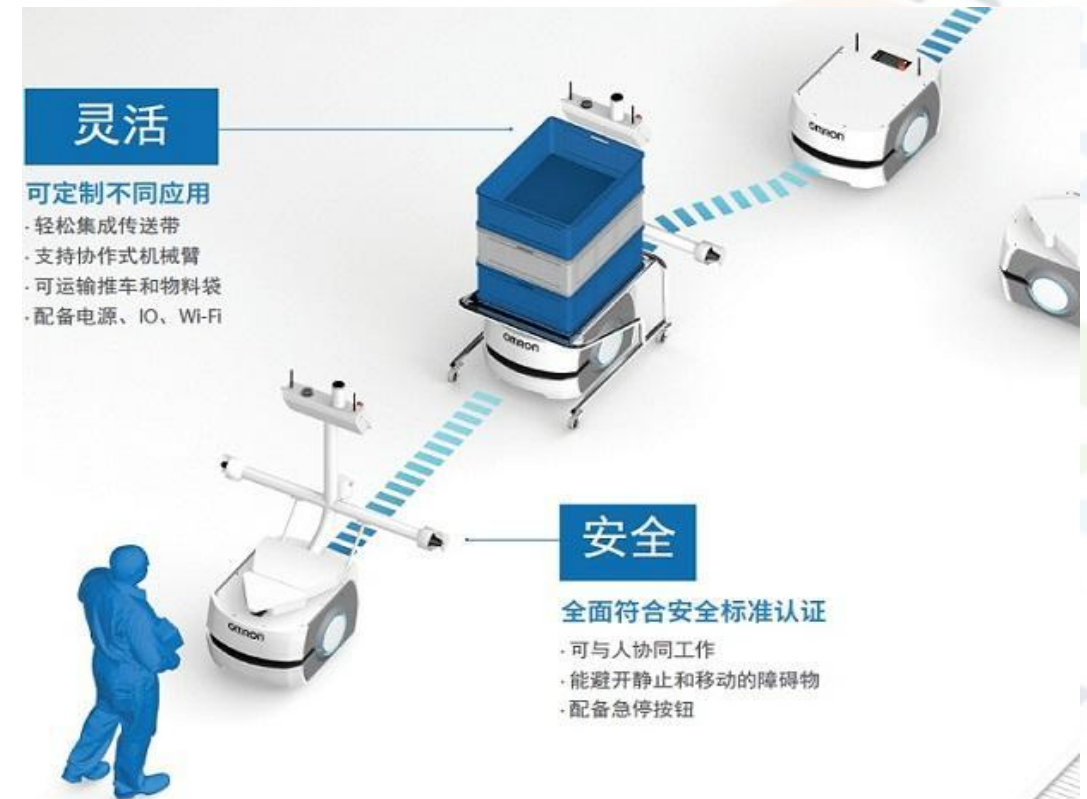 灵活
可定制不同应用
· 轻松集成传送带
· 支持协作式机械臂
· 可运输推车和物料袋
· 配备电源、IO、Wi-Fi
OMRON
OMRON
OMRON
安全
全面符合安全标准认证
· 可与人协同工作
· 能避开静止和移动的障碍物
· 配备急停按钮